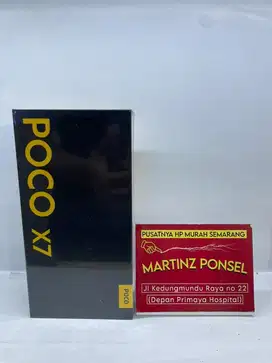 POCO X7
POCO
PUSATNYA HP MURAH SEMARANG
MARTINZ PONSEL
Jl Kedungmundu Raya no 22
(Depan Primaya Hospital)